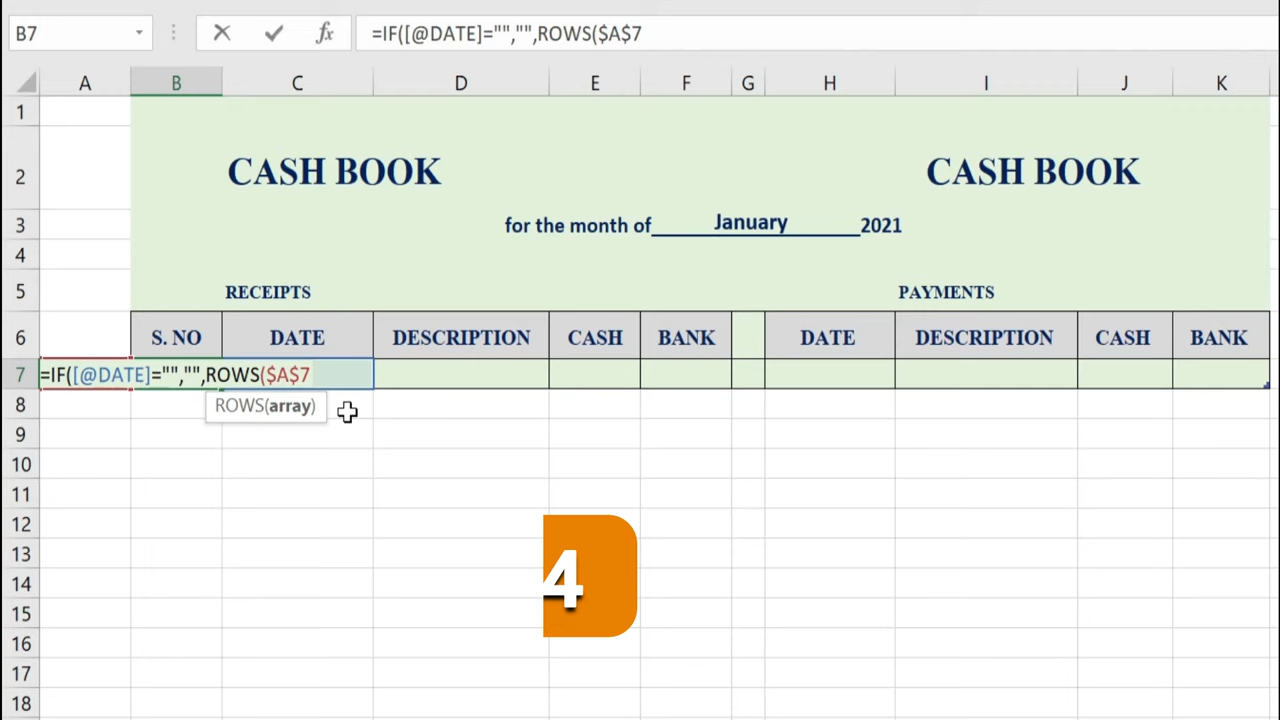 B7 fx =IF([@DATE]="","",ROWS($A$7
A B C D E F G H I J K
1
2 CASH BOOK CASH BOOK
3 for the month of January 2021
4
5 RECEIPTS PAYMENTS
6 S. NO DATE DESCRIPTION CASH BANK DATE DESCRIPTION CASH BANK
7 =IF([@DATE]="","",ROWS($A$7
8 ROWS(array)
9
10
11
12
4
13
14
15
16
17
18